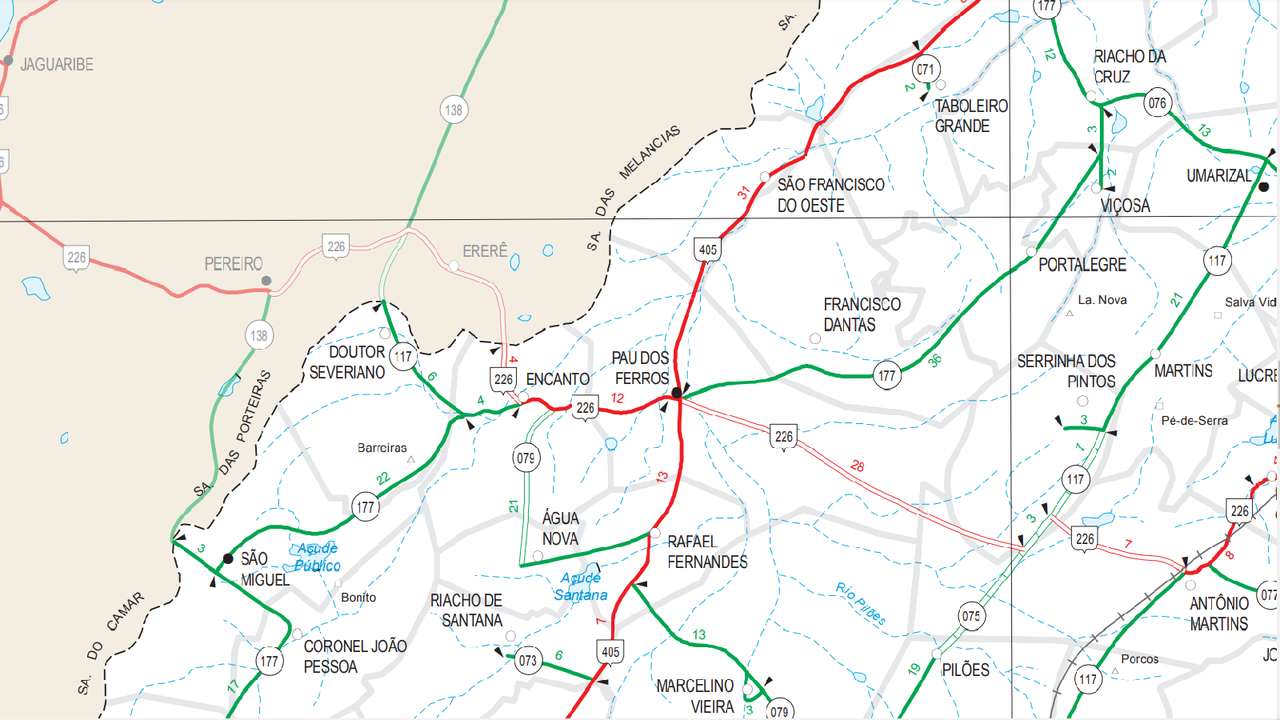 177
SA.
071
2
TABOLEIRO
GRANDE
12
RIACHO DA
CRUZ
076
3
13
JAGUARIBE
138
SA. DAS MELANCIAS
31
SÃO FRANCISCO
DO OESTE
2
VIÇOSA
UMARIZAL
226
226
PEREIRO
ERERÊ
405
PORTALEGRE
117
La. Nova
21
Salva Vid
138
FRANCISCO
DANTAS
DOUTOR
SEVERIANO
117
6
4
226
ENCANTO
PAU DOS
FERROS
177
36
SERRINHA DOS
PINTOS
MARTINS
LUCRE
4
226
12
226
28
3
1
Pé-de-Serra
SA. DAS PORTEIRAS
Barreiras
22
177
079
21
13
117
3
226
7
226
8
3
SÃO
MIGUEL
Açude
Público
ÁGUA
NOVA
RAFAEL
FERNANDES
Açude
Santana
Rio Pilões
Bonito
RIACHO DE
SANTANA
7
075
ANTÔNIO
MARTINS
077
SA. DO CAMAR
CORONEL JOÃO
PESSOA
177
17
073
6
405
13
MARCELINO
VIEIRA
3
079
19
PILÕES
117
Porcos
JO